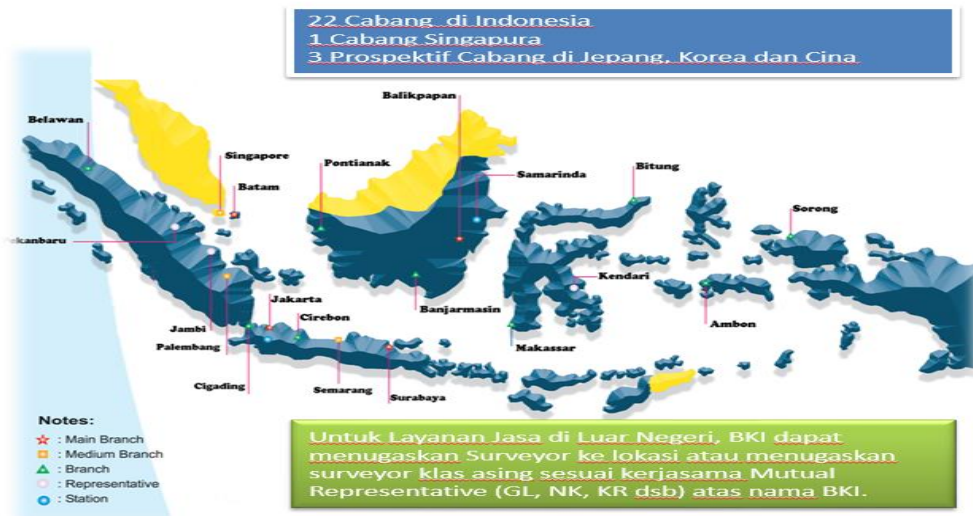 22 Cabang di Indonesia
1 Cabang Singapura
3 Prospektif Cabang di Jepang, Korea dan Cina
Balikpapan
Belawan
Singapore
Pontianak
Samarinda
Bitung
Batam
Sorong
ekanbaru
Kendari
Jakarta
Cirebon
Banjarmasin
Ambon
Jambi
Makassar
Palembang
Cigading
Semarang
Surabaya
Notes:
: Main Branch
: Medium Branch
: Branch
: Representative
: Station
Untuk Layanan Jasa di Luar Negeri, BKI dapat
menugaskan Surveyor ke lokasi atau menugaskan
surveyor klas asing sesuai kerjasama Mutual
Representative (GL, NK, KR dsb) atas nama BKI.